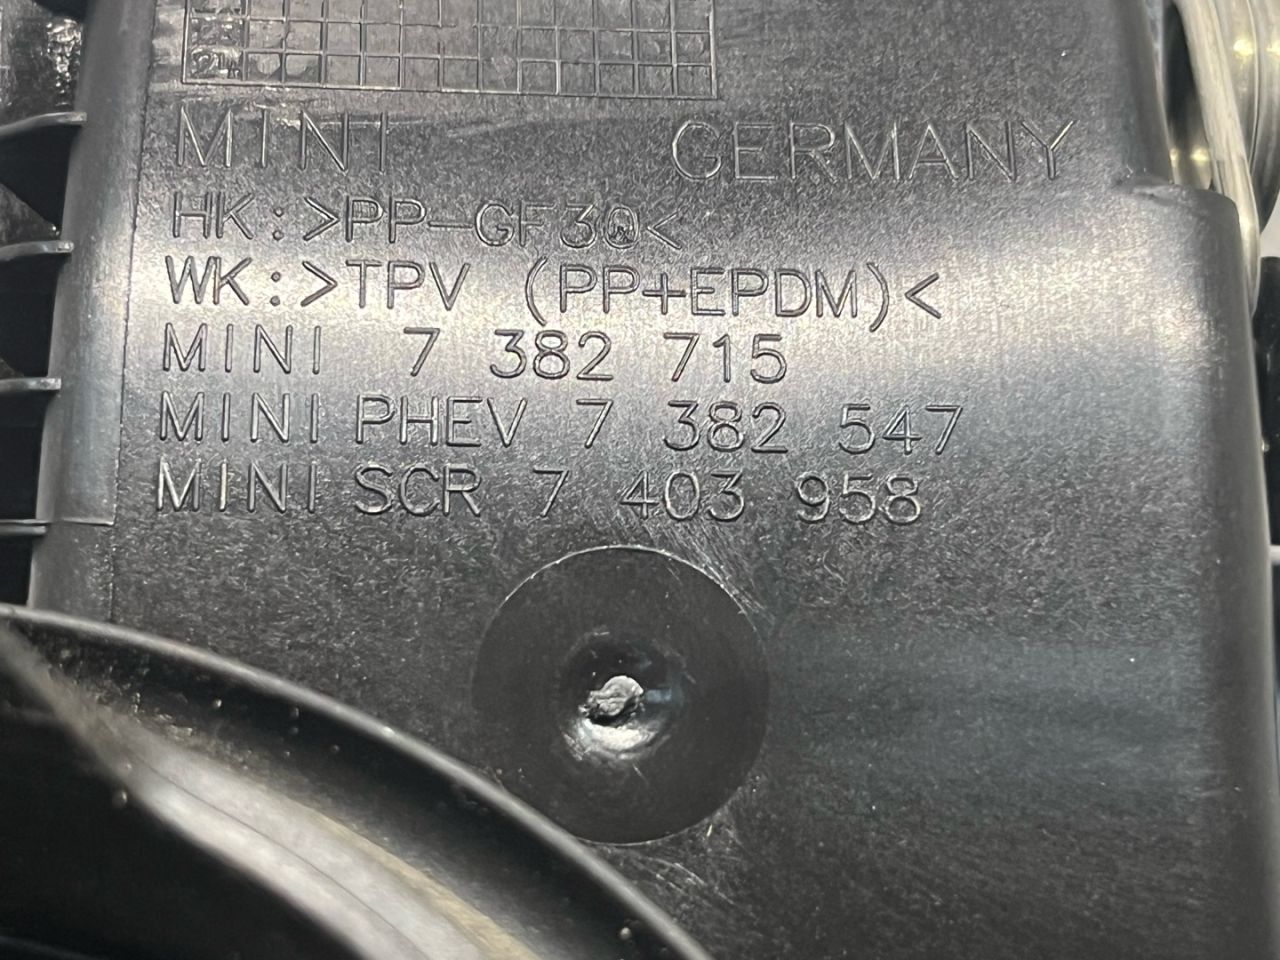 MINI GERMANY
HK:>PP-GF30<
WK:>TPV (PP+EPDM)<
MINI 7 382 715
MINI PHEV 7 382 547
MINI SCR 7 403 958